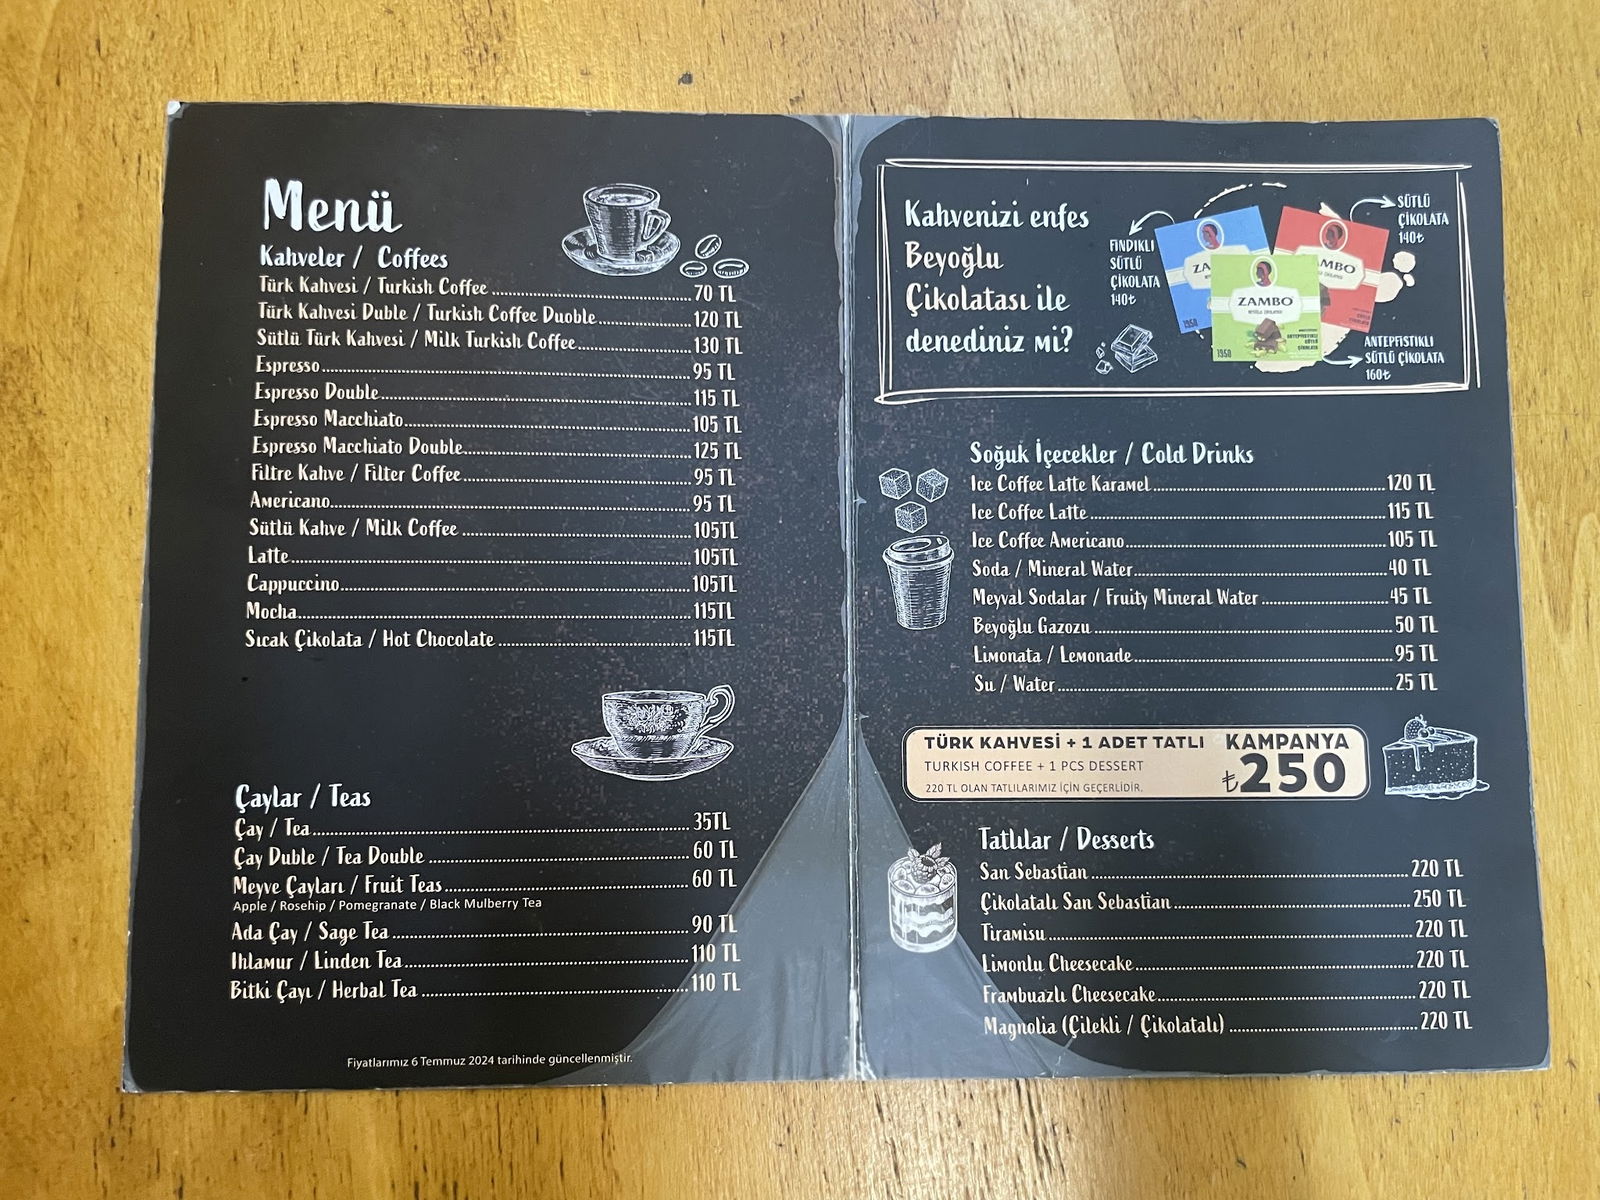 Menü
Kahveler / Coffees
Türk Kahvesi / Turkish Coffee 70 TL
Türk Kahvesi Duble / Turkish Coffee Duoble 120 TL
Sütlü Türk Kahvesi / Milk Turkish Coffee 130 TL
Espresso 95 TL
Espresso Double 115 TL
Espresso Macchiato 105 TL
Espresso Macchiato Double 125 TL
Filtre Kahve / Filter Coffee 95 TL
Americano 95 TL
Sütlü Kahve / Milk Coffee 105TL
Latte 105TL
Cappuccino 105TL
Mocha 115TL
Sıcak Çikolata / Hot Chocolate 115TL
Çaylar / Teas
Çay / Tea 35TL
Çay Duble / Tea Double 60 TL
Meyve Çayları / Fruit Teas 60 TL
Apple / Rosehip / Pomegranate / Black Mulberry Tea
Ada Çay / Sage Tea 90 TL
Ihlamur / Linden Tea 110 TL
Bitki Çayı / Herbal Tea 110 TL
Fiyatlarımız 6 Temmuz 2024 tarihinde güncellenmiştir.
Kahvenizi enfes
Beyoğlu
Çikolatası ile
denediniz mi?
FINDIKLI
SÜTLÜ
ÇİKOLATA
140₺
SÜTLÜ
ÇİKOLATA
140₺
ANTEPFISTIKLI
SÜTLÜ ÇİKOLATA
160₺
ZAMBO
1950
1950
Soğuk İçecekler / Cold Drinks
Ice Coffee Latte Karamel 120 TL
Ice Coffee Latte 115 TL
Ice Coffee Americano 105 TL
Soda / Mineral Water 40 TL
Meyval Sodalar / Fruity Mineral Water 45 TL
Beyoğlu Gazozu 50 TL
Limonata / Lemonade 95 TL
Su / Water 25 TL
TÜRK KAHVESİ + 1 ADET TATLI
TURKISH COFFEE + 1 PCS DESSERT
220 TL OLAN TATLILARIMIZ İÇİN GEÇERLİDİR.
KAMPANYA
₺250
Tatlılar / Desserts
San Sebastian 220 TL
Çikolatalı San Sebastian 250 TL
Tiramisu 220 TL
Limonlu Cheesecake 220 TL
Frambuazlı Cheesecake 220 TL
Magnolia (Çilekli / Çikolatalı) 220 TL